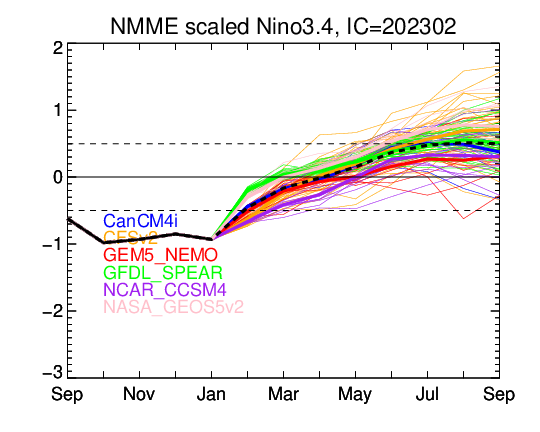 NMME scaled Nino3.4, IC=202302
2
1
0
−1
−2
−3
CanCM4i
CFSv2
GEM5_NEMO
GFDL_SPEAR
NCAR_CCSM4
NASA_GEOS5v2
Sep Nov Jan Mar May Jul Sep